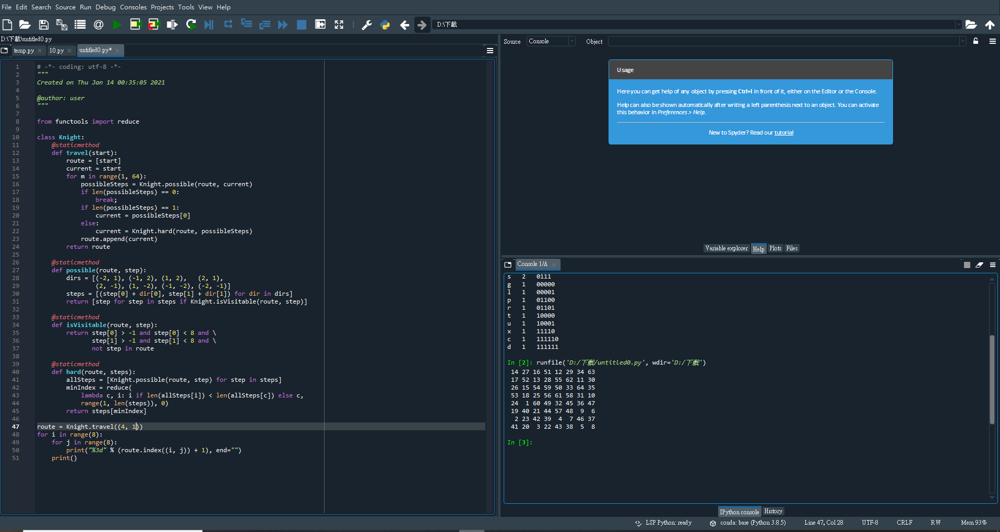 File Edit Search Source Run Debug Consoles Projects Tools View Help
D:\下載
D:\下載\untitled0.py
temp.py
10.py
untitled0.py*
1 # -*- coding: utf-8 -*-
2 """
3 Created on Thu Jan 14 00:35:05 2021
4
5 @author: user
6 """
7
8 from functools import reduce
9
10 class Knight:
11     @staticmethod
12     def travel(start):
13         route = [start]
14         current = start
15         for m in range(1, 64):
16             possibleSteps = Knight.possible(route, current)
17             if len(possibleSteps) == 0:
18                 break;
19             if len(possibleSteps) == 1:
20                 current = possibleSteps[0]
21             else:
22                 current = Knight.hard(route, possibleSteps)
23             route.append(current)
24         return route
25
26     @staticmethod
27     def possible(route, step):
28         dirs = [(-2, 1), (-1, 2), (1, 2),   (2, 1),
29                 (2, -1), (1, -2), (-1, -2), (-2, -1)]
30         steps = [(step[0] + dir[0], step[1] + dir[1]) for dir in dirs]
31         return [step for step in steps if Knight.isVisitable(route, step)]
32
33     @staticmethod
34     def isVisitable(route, step):
35         return step[0] > -1 and step[0] < 8 and \
36                step[1] > -1 and step[1] < 8 and \
37                not step in route
38
39     @staticmethod
40     def hard(route, steps):
41         allSteps = [Knight.possible(route, step) for step in steps]
42         minIndex = reduce(
43             lambda c, i: i if len(allSteps[i]) < len(allSteps[c]) else c,
44             range(1, len(steps)), 0)
45         return steps[minIndex]
46
47 route = Knight.travel((4, 1))
48 for i in range(8):
49     for j in range(8):
50         print("%3d" % (route.index((i, j)) + 1), end="")
51     print()
Source Console Object
Usage
Here you can get help of any object by pressing Ctrl+I in front of it, either on the Editor or the Console.
Help can also be shown automatically after writing a left parenthesis next to an object. You can activate
this behavior in Preferences > Help.
New to Spyder? Read our tutorial
Variable explorer Help Plots Files
Console 1/A
s 2 0111
g 1 00000
l 1 00001
p 1 01100
r 1 01101
t 1 10000
u 1 10001
x 1 11110
c 1 111110
d 1 111111
In [2]: runfile('D:/下載/untitled0.py', wdir='D:/下載')
14 27 16 51 12 29 34 63
17 52 13 28 55 62 11 30
26 15 54 59 50 33 64 35
53 18 25 56 61 58 31 10
24 1 60 49 32 45 36 47
19 40 21 44 57 48 9 6
2 23 42 39 4 7 46 37
41 20 3 22 43 38 5 8
In [3]:
IPython console History
LSP Python: ready conda: base (Python 3.8.5) Line 47, Col 28 UTF-8 CRLF RW Mem 93%